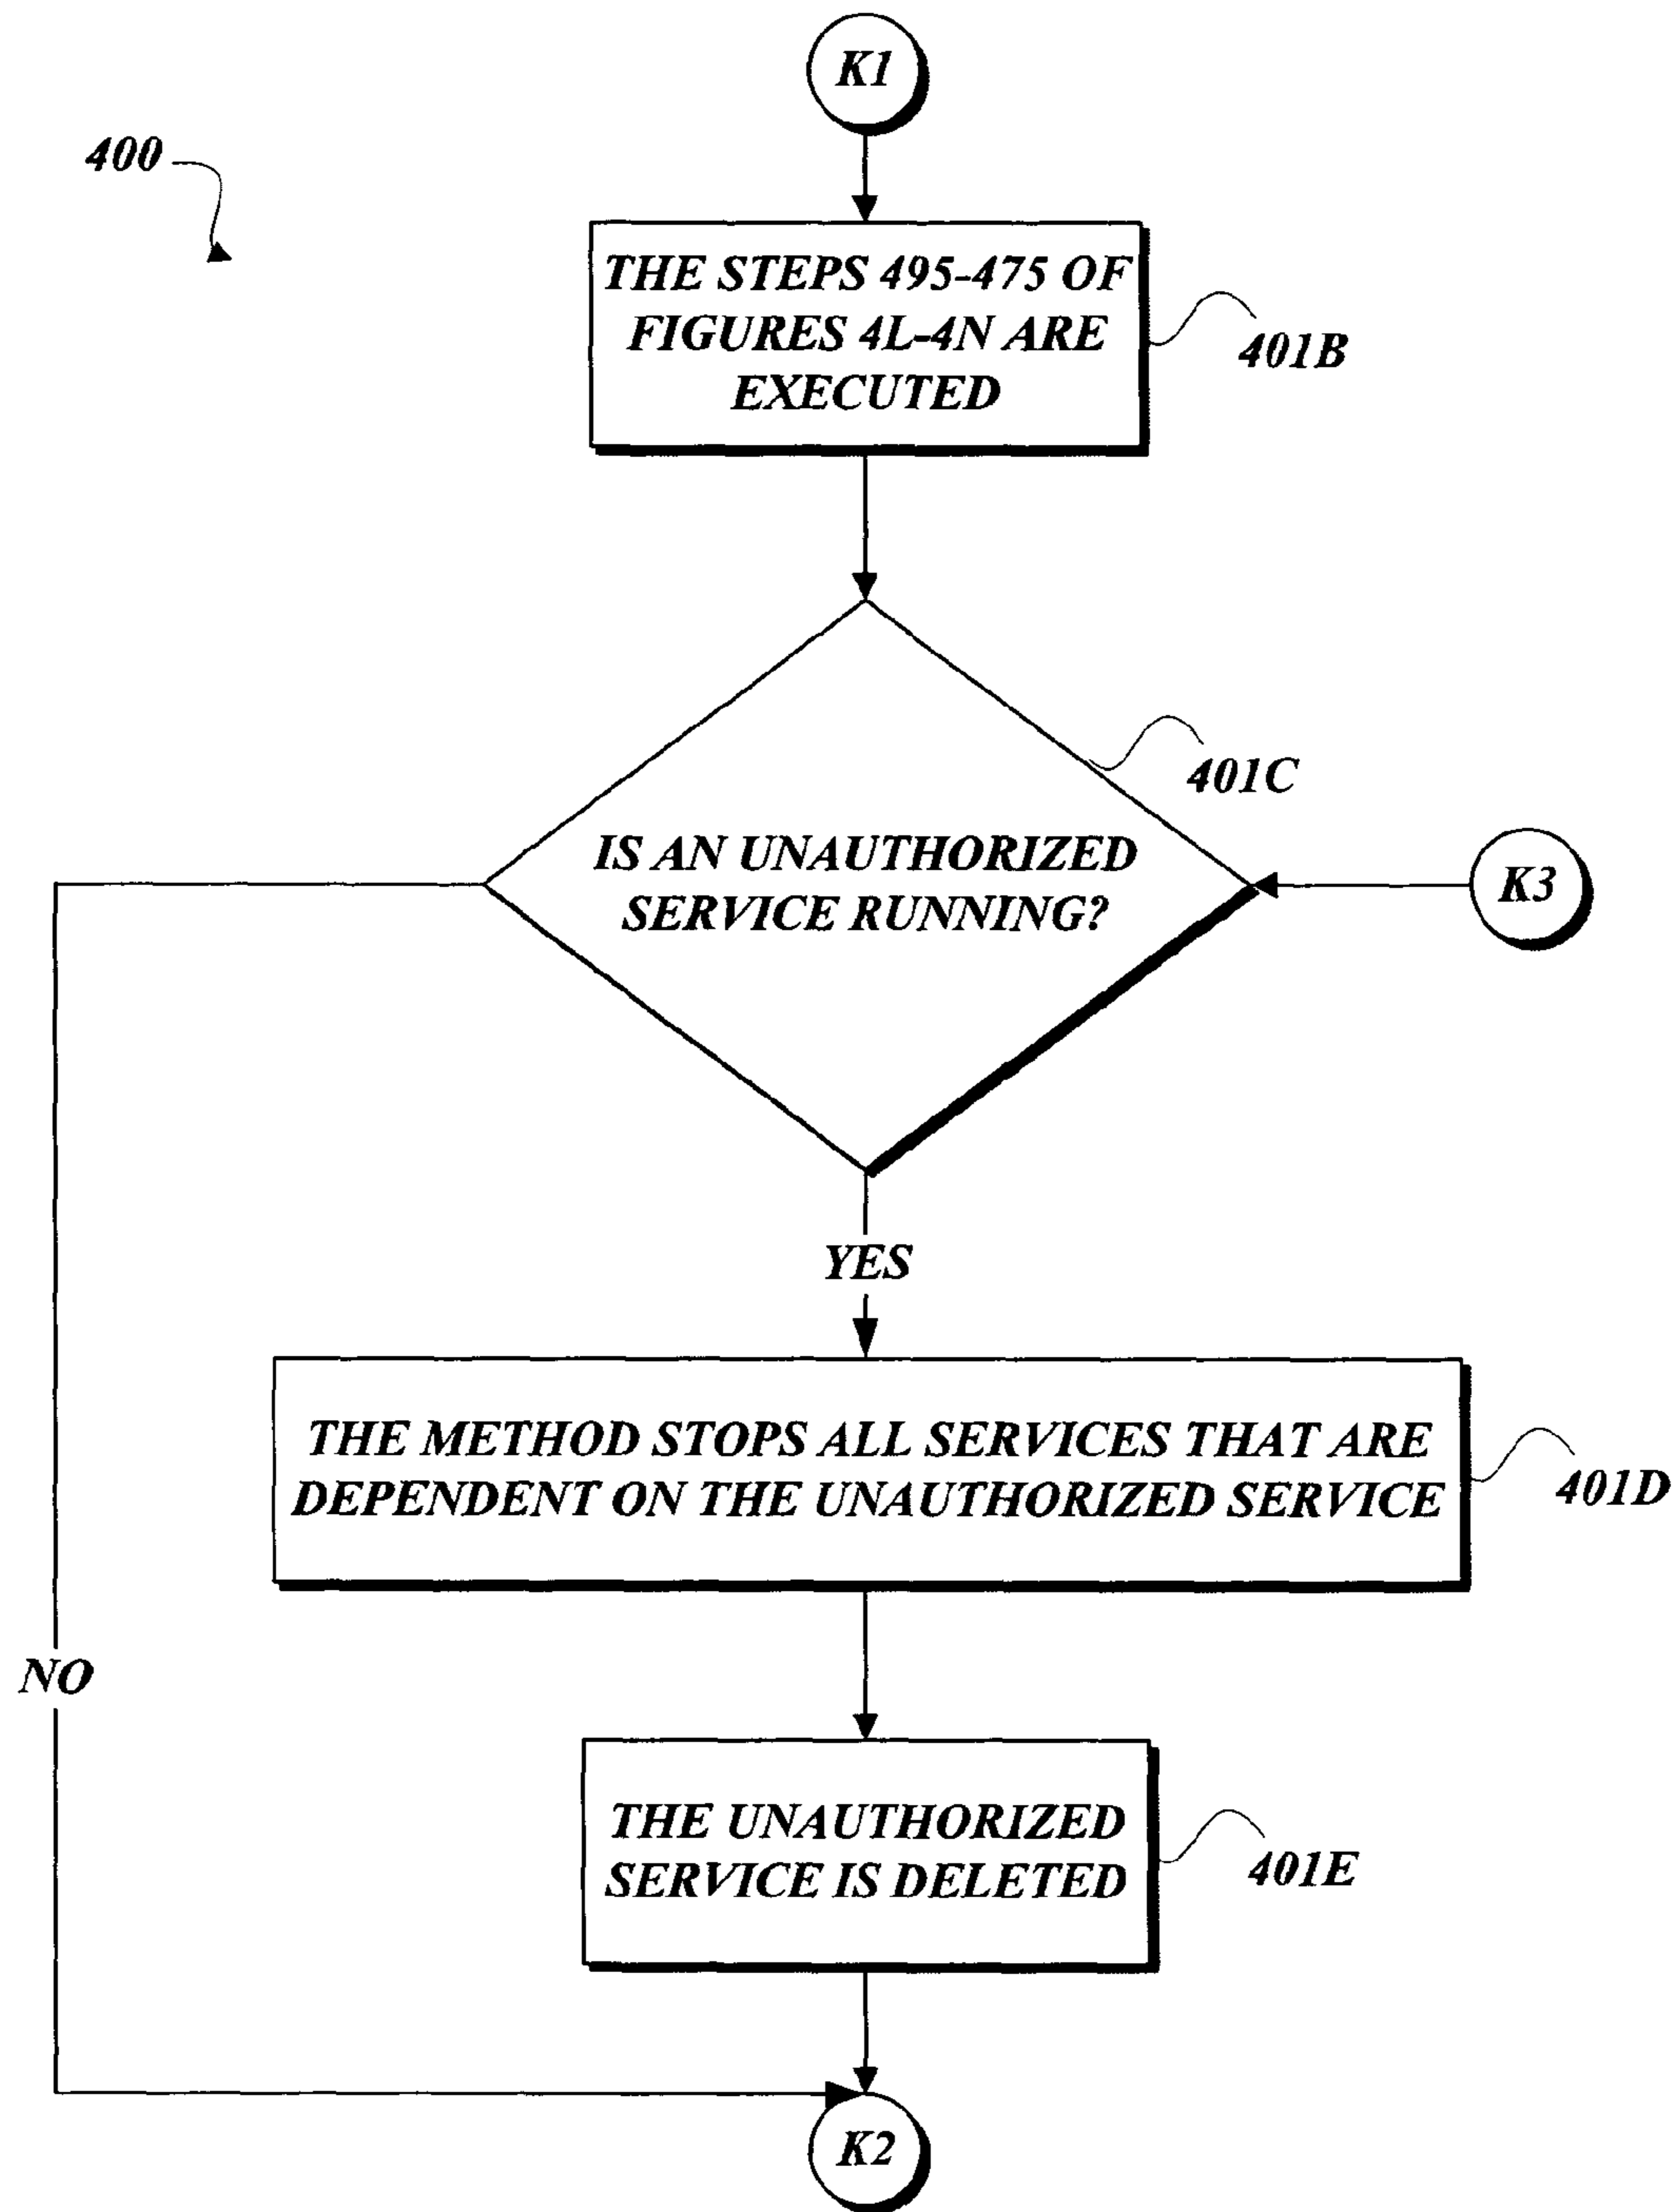 K1
400
THE STEPS 495-475 OF
FIGURES 4L-4N ARE
EXECUTED
401B
401C
IS AN UNAUTHORIZED
SERVICE RUNNING?
K3
YES
THE METHOD STOPS ALL SERVICES THAT ARE
DEPENDENT ON THE UNAUTHORIZED SERVICE
401D
NO
THE UNAUTHORIZED
SERVICE IS DELETED
401E
K2